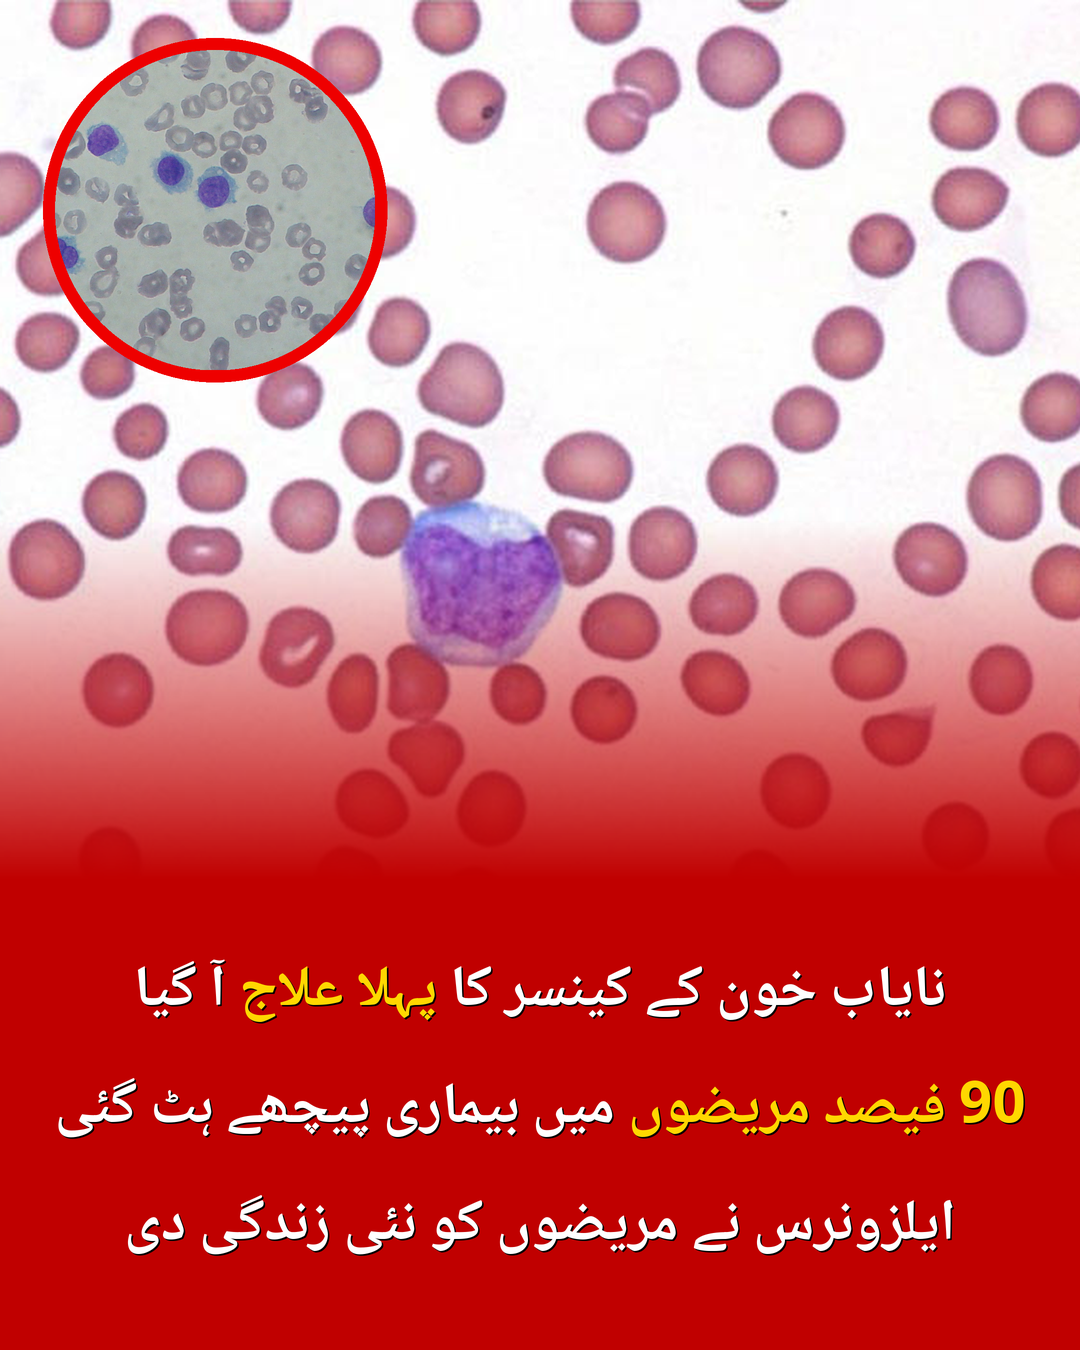 نایاب خون کے کینسر کا پہلا علاج آ گیا
90 فیصد مریضوں میں بیماری پیچھے ہٹ گئی
ایلزونرس نے مریضوں کو نئی زندگی دی